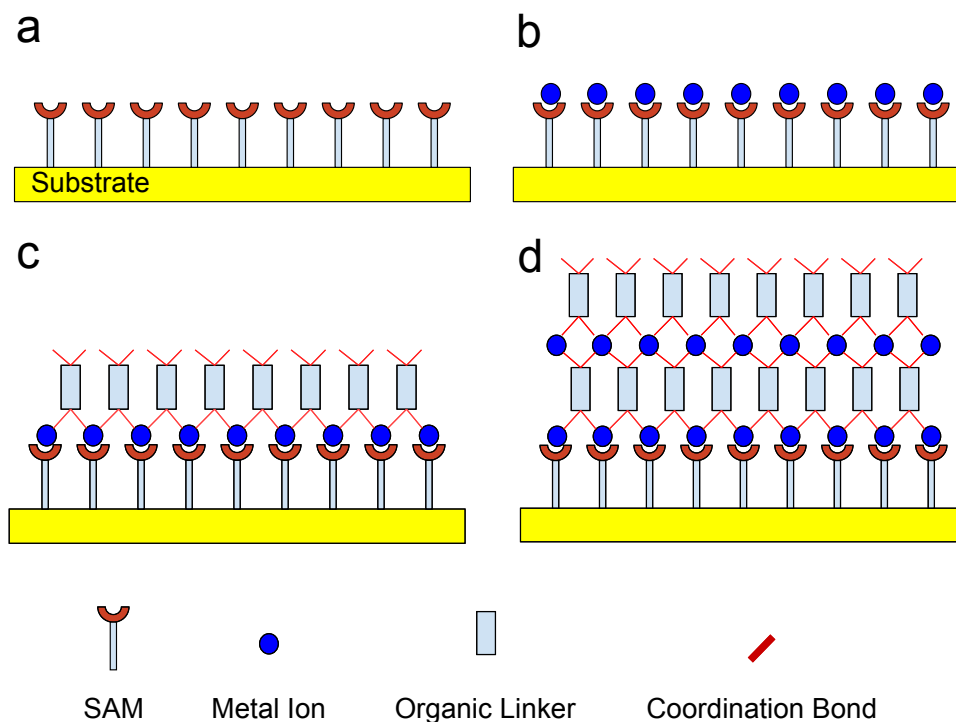 a
b
Substrate
c
d
SAM
Metal Ion
Organic Linker
Coordination Bond